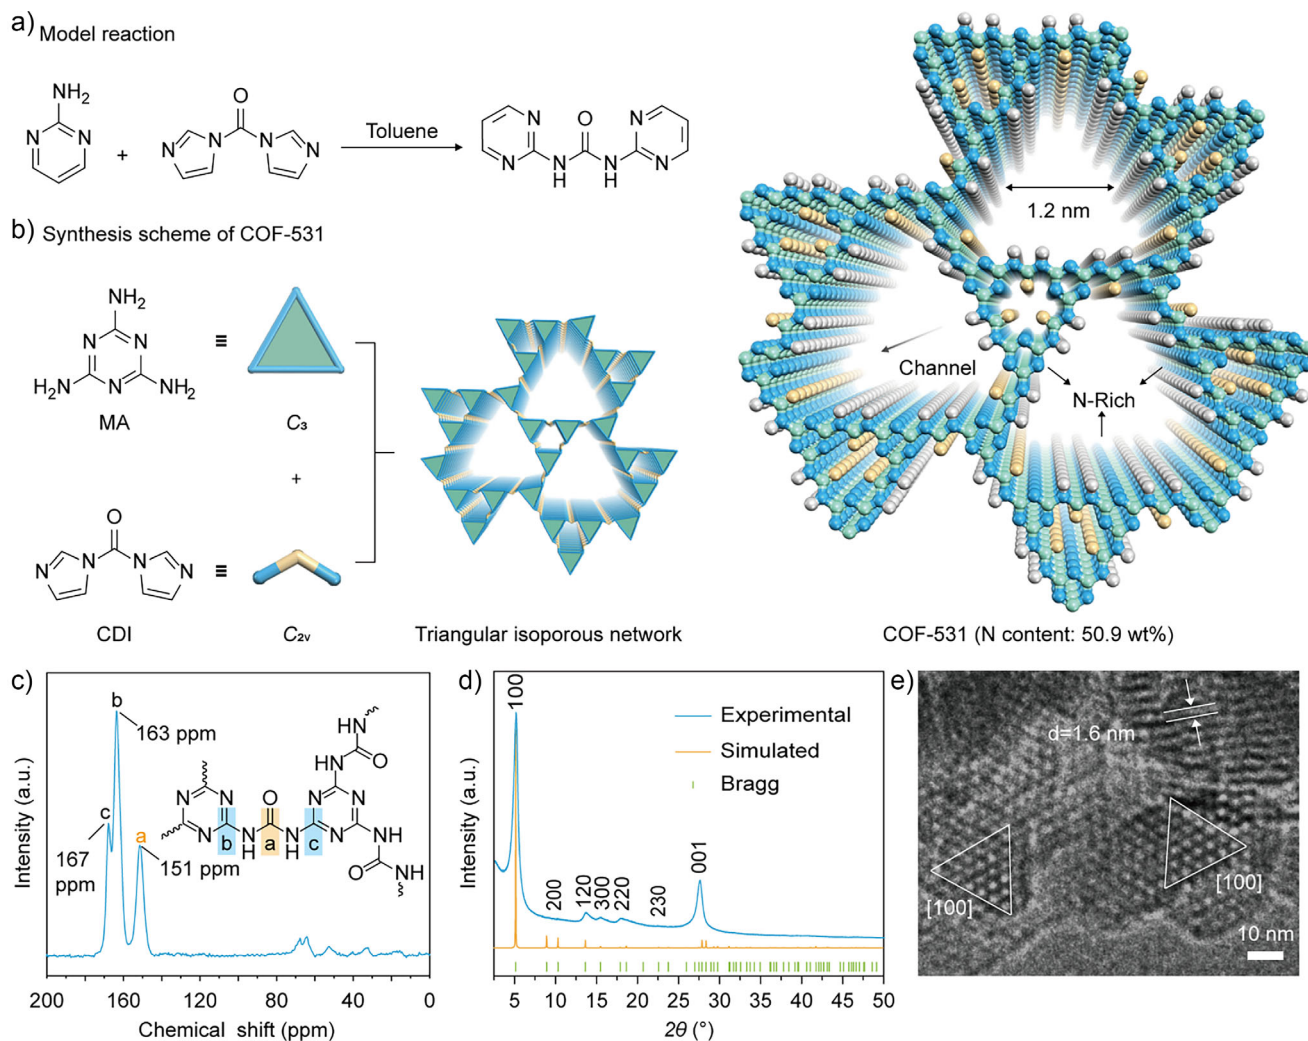 a) Model reaction
NH₂
N N
+
O
N N N N
Toluene
N O N
N N N N
H H
b) Synthesis scheme of COF-531
NH₂
N N
H₂N N NH₂
MA
≡
C₃
+
O
N N N N
CDI
≡
C₂ᵥ
Triangular isoporous network
1.2 nm
Channel
N-Rich
COF-531 (N content: 50.9 wt%)
c)
Intensity (a.u.)
b
163 ppm
c
167
ppm
a
151 ppm
HN
O
HN
N N O N N
N NH NH N NH
H H
b a c
O
HN
200 160 120 80 40 0
Chemical shift (ppm)
d)
Intensity (a.u.)
100
200
120
300
220
230
001
Experimental
Simulated
Bragg
5 10 15 20 25 30 35 40 45 50
2θ (°)
e)
d=1.6 nm
[100]
[100]
10 nm